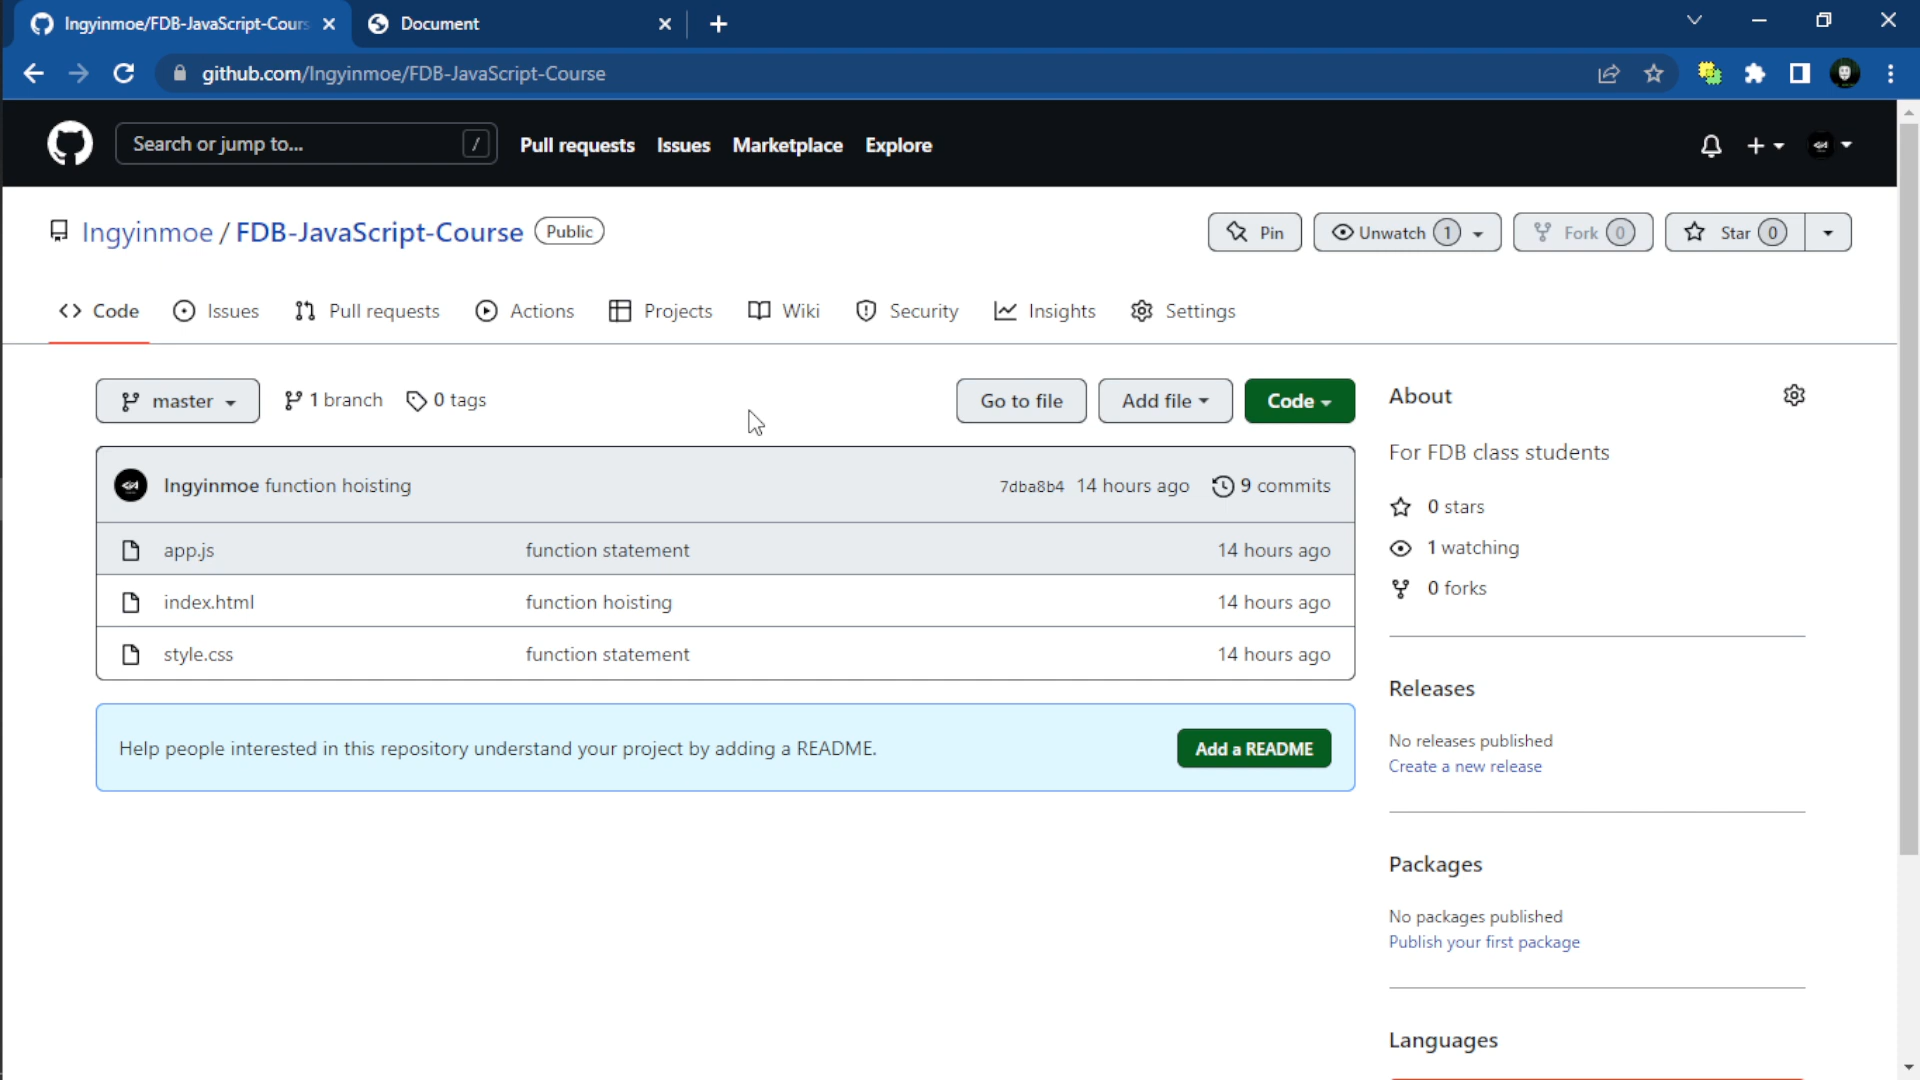 Ingyinmoe/FDB-JavaScript-Cours
Document
github.com/Ingyinmoe/FDB-JavaScript-Course
Search or jump to...
/
Pull requests
Issues
Marketplace
Explore
Ingyinmoe / FDB-JavaScript-Course
Public
Pin
Unwatch 1
Fork 0
Star 0
Code
Issues
Pull requests
Actions
Projects
Wiki
Security
Insights
Settings
master
1 branch
0 tags
Go to file
Add file
Code
Ingyinmoe function hoisting
7dba8b4 14 hours ago
9 commits
app.js
function statement
14 hours ago
index.html
function hoisting
14 hours ago
style.css
function statement
14 hours ago
Help people interested in this repository understand your project by adding a README.
Add a README
About
For FDB class students
0 stars
1 watching
0 forks
Releases
No releases published
Create a new release
Packages
No packages published
Publish your first package
Languages